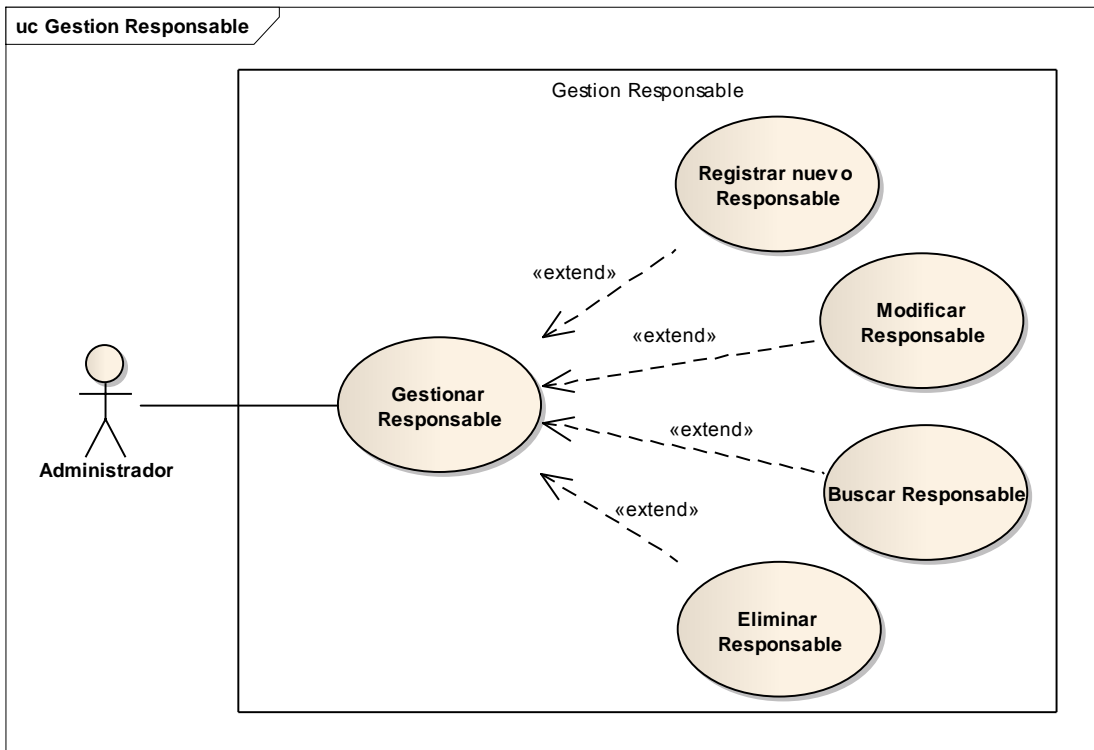 uc Gestion Responsable
Gestion Responsable
Registrar nuevo
Responsable
«extend»
Modificar
Responsable
«extend»
Gestionar
Responsable
Administrador
«extend»
Buscar Responsable
«extend»
Eliminar
Responsable